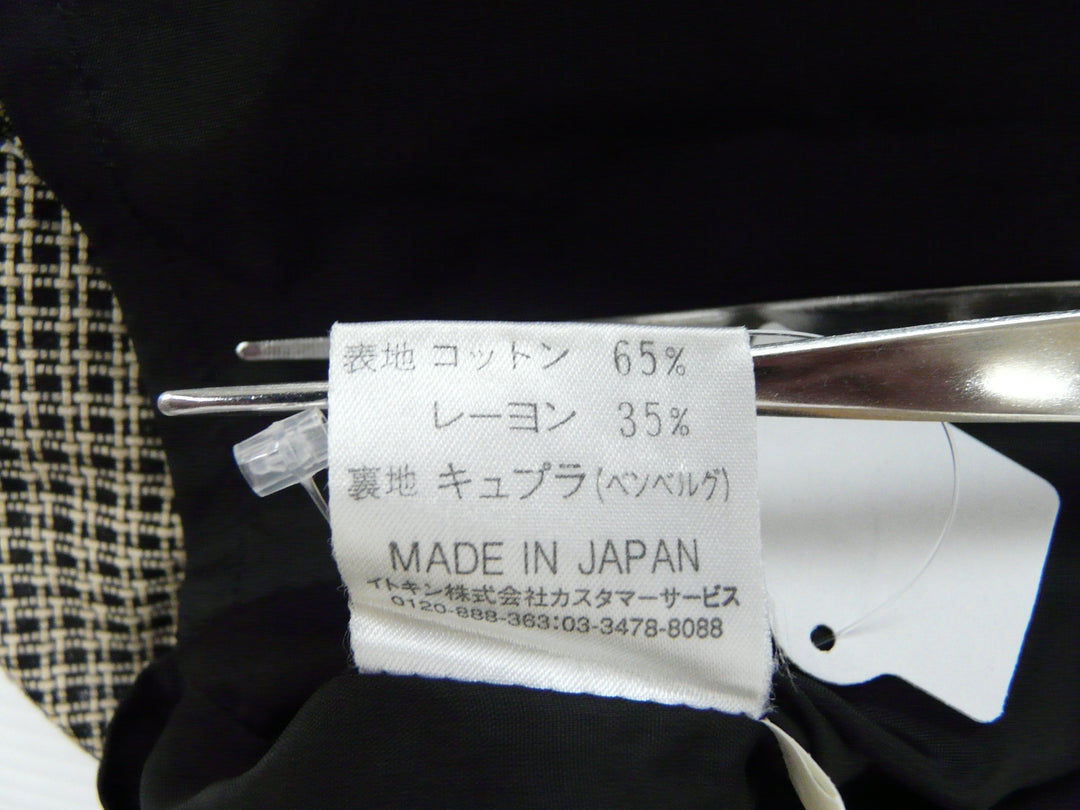 表地 コットン 65%
レーヨン 35%
裏地 キュプラ(ベンベルグ)
MADE IN JAPAN
イトキン株式会社カスタマーサービス
0120-888-363:03-3478-8088